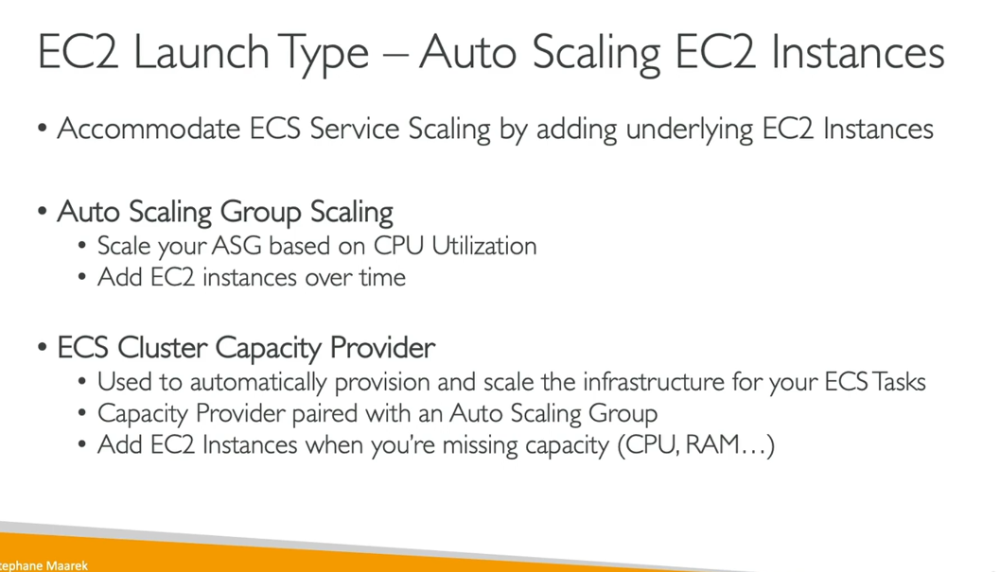 EC2 Launch Type – Auto Scaling EC2 Instances
• Accommodate ECS Service Scaling by adding underlying EC2 Instances
• Auto Scaling Group Scaling
• Scale your ASG based on CPU Utilization
• Add EC2 instances over time
• ECS Cluster Capacity Provider
• Used to automatically provision and scale the infrastructure for your ECS Tasks
• Capacity Provider paired with an Auto Scaling Group
• Add EC2 Instances when you're missing capacity (CPU, RAM…)
tephane Maarek